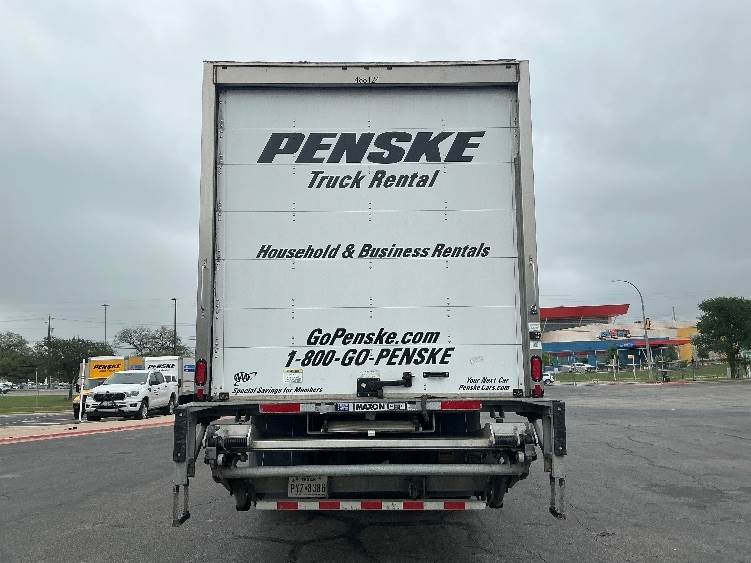 PENSKE
Truck Rental
Household & Business Rentals
GoPenske.com
1-800-GO-PENSKE
AAA
Special Savings for Members
Your Next Car
PenskeCars.com
MAXON
TEXAS